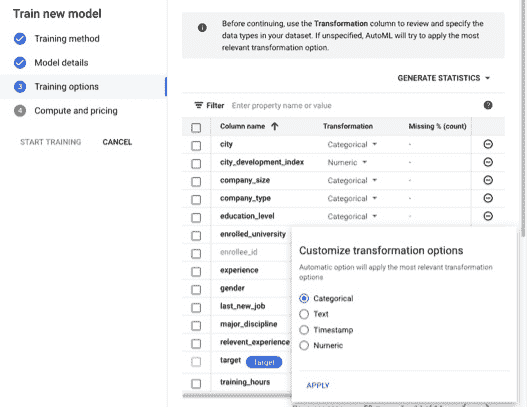 Train new model
Training method
Model details
3 Training options
4 Compute and pricing
START TRAINING CANCEL
Before continuing, use the Transformation column to review and specify the
data types in your dataset. If unspecified, AutoML will try to apply the most
relevant transformation option.
GENERATE STATISTICS
Filter Enter property name or value
Column name Transformation Missing % (count)
city Categorical -
city_development_index Numeric -
company_size Categorical -
company_type Categorical -
education_level Categorical -
enrolled_university
enrollee_id
experience
gender
last_new_job
major_discipline
relevent_experience
target Target
training_hours
Customize transformation options
Automatic option will apply the most relevant transformation
options
Categorical
Text
Timestamp
Numeric
APPLY